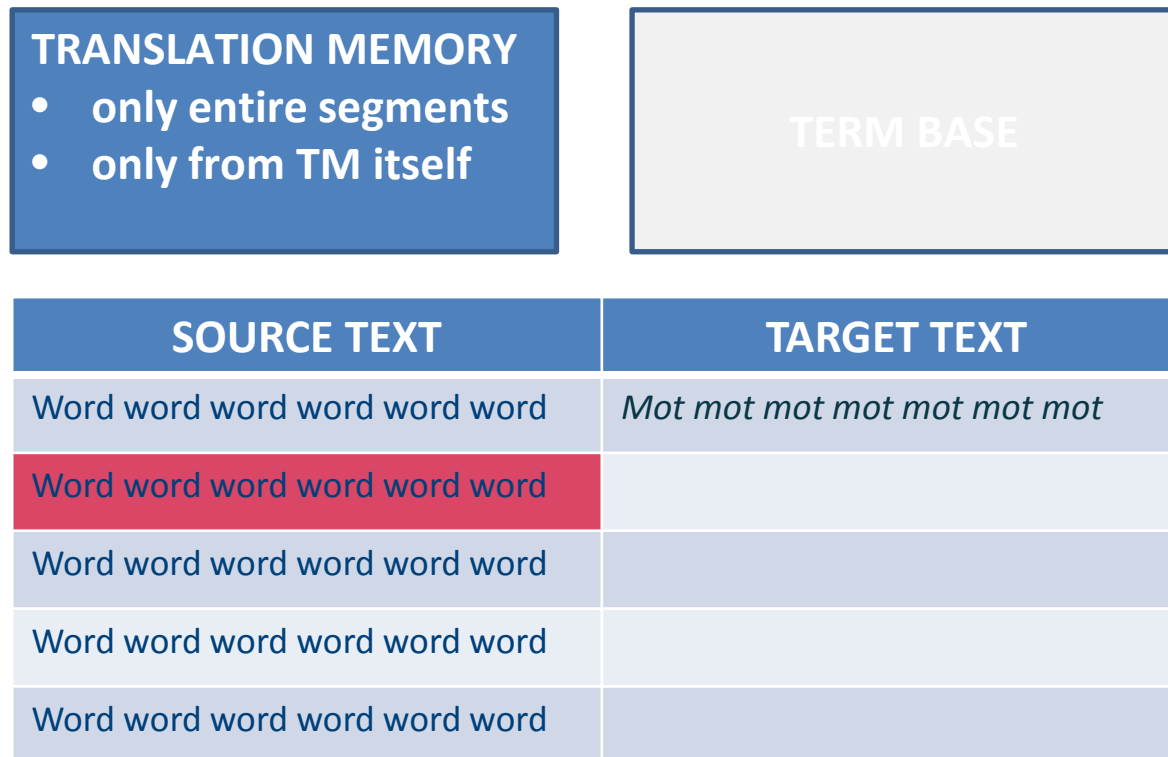 TRANSLATION MEMORY
• only entire segments
• only from TM itself
TERM BASE
SOURCE TEXT
TARGET TEXT
Word word word word word word
Mot mot mot mot mot mot mot
Word word word word word word
Word word word word word word
Word word word word word word
Word word word word word word